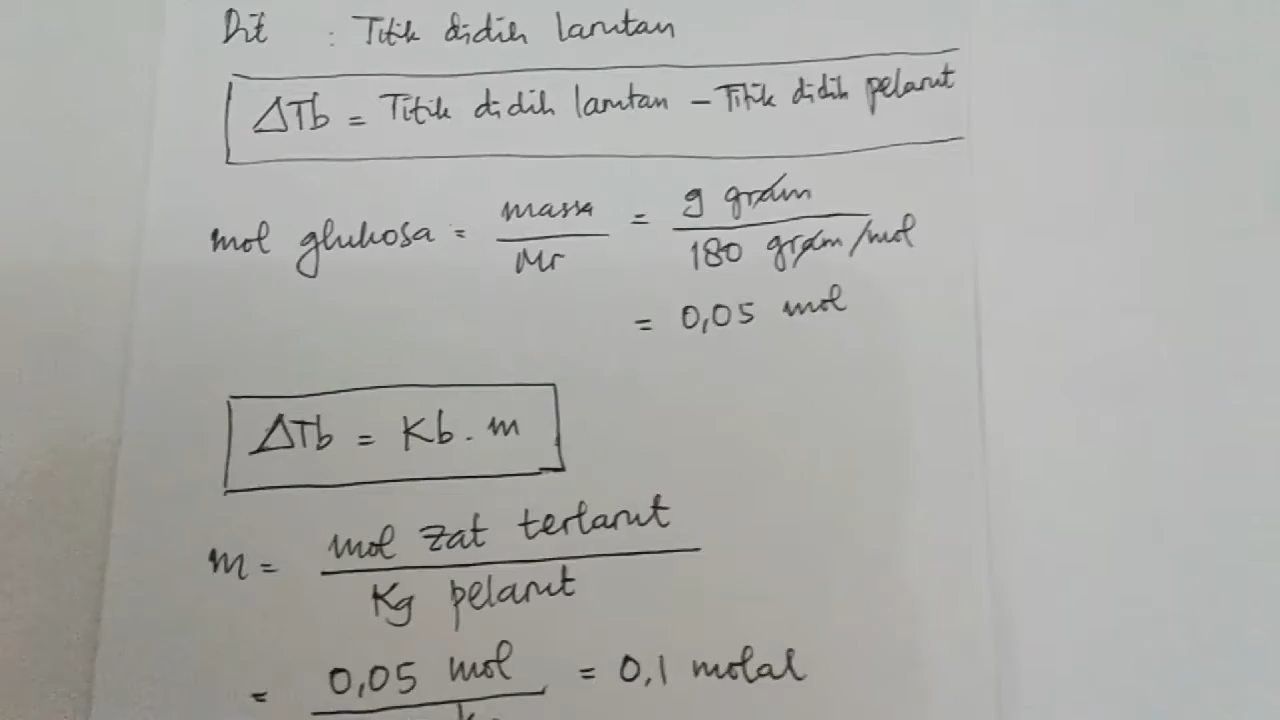 Dit : Titik didih larutan
ΔTb = Titik didih larutan – Titik didih pelarut
mol glukosa = massa / Mr = 9 gram / 180 gram/mol
= 0,05 mol
ΔTb = Kb . m
m = mol zat terlarut / Kg pelarut
= 0,05 mol = 0,1 molal